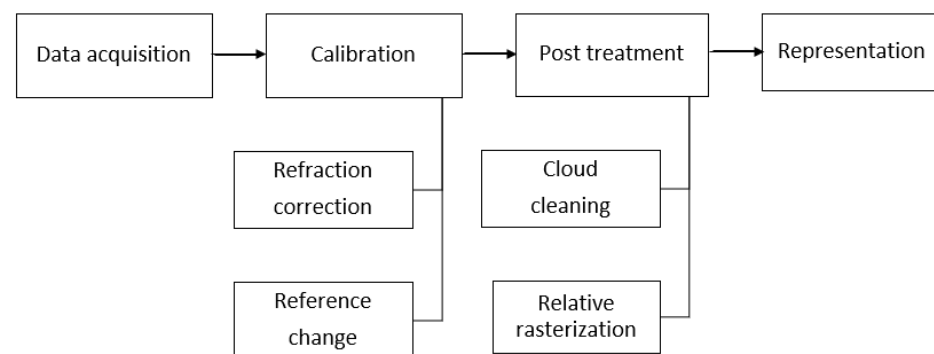 Data acquisition
Calibration
Post treatment
Representation
Refraction
correction
Cloud
cleaning
Reference
change
Relative
rasterization